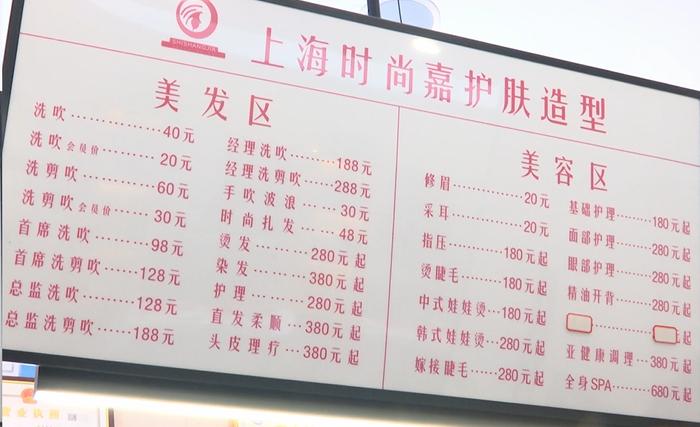 SHISHANGJIA
上海时尚嘉护肤造型
美发区
洗吹……………40元
洗吹会员价………20元
洗剪吹…………60元
洗剪吹会员价……30元
首席洗吹………98元
首席洗剪吹……128元
总监洗吹………128元
总监洗剪吹……188元
经理洗吹………188元
经理洗剪吹……288元
手吹波浪………30元
时尚扎发………48元
烫发…………280元起
染发…………380元起
护理…………280元起
直发柔顺……380元起
头皮理疗……380元起
美容区
修眉…………20元
采耳…………20元
指压………180元起
烫睫毛……180元起
中式娃娃烫…180元起
韩式娃娃烫…280元起
嫁接睫毛……280元起
基础护理……180元起
面部护理……280元起
眼部护理……280元起
精油开背……280元起
起
亚健康调理…380元起
全身SPA……680元起
营业执照